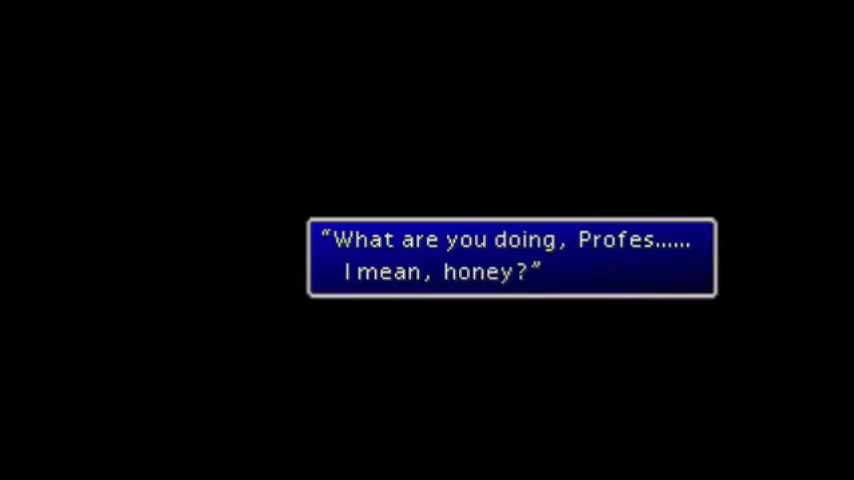 “What are you doing, Profes......
I mean, honey?”